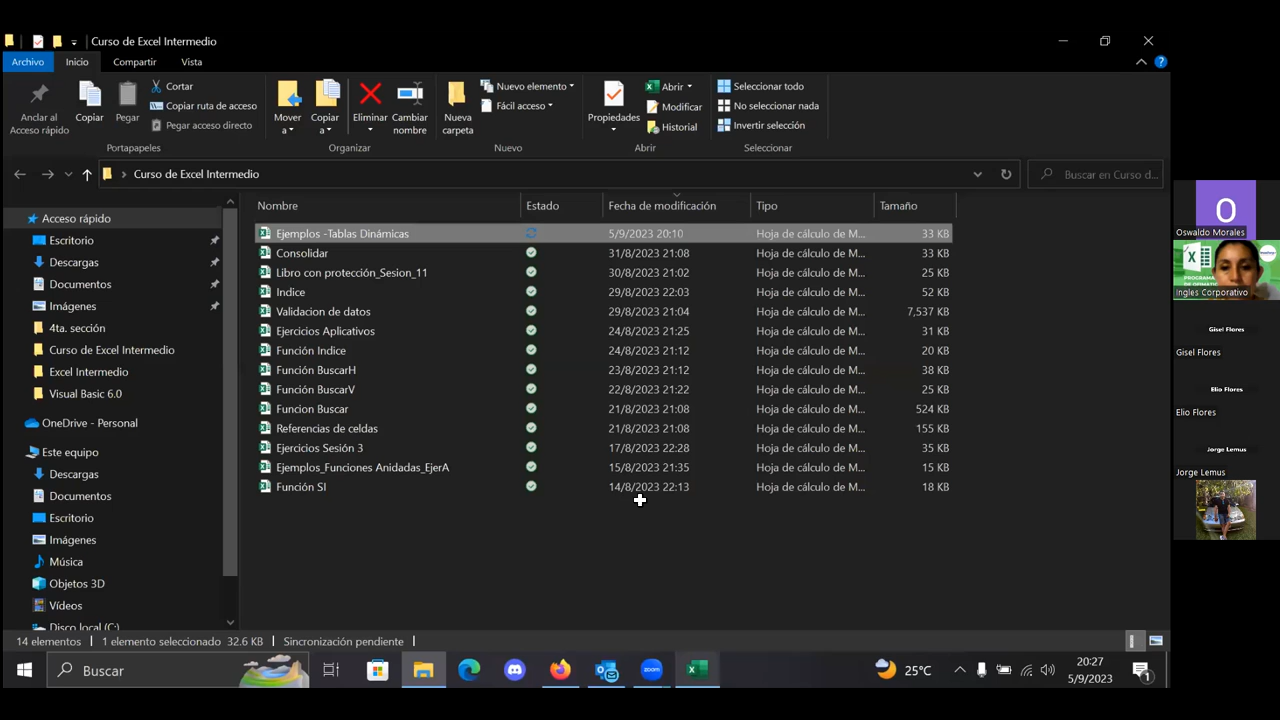 Curso de Excel Intermedio
Archivo Inicio Compartir Vista
Anclar al Acceso rápido
Copiar
Pegar
Cortar
Copiar ruta de acceso
Pegar acceso directo
Portapapeles
Mover a
Copiar a
Eliminar
Cambiar nombre
Organizar
Nueva carpeta
Nuevo elemento
Fácil acceso
Nuevo
Propiedades
Abrir
Modificar
Historial
Abrir
Seleccionar todo
No seleccionar nada
Invertir selección
Seleccionar
Curso de Excel Intermedio
Buscar en Curso d...
Nombre Estado Fecha de modificación Tipo Tamaño
Ejemplos -Tablas Dinámicas 5/9/2023 20:10 Hoja de cálculo de M... 33 KB
Consolidar 31/8/2023 21:08 Hoja de cálculo de M... 33 KB
Libro con protección_Sesion_11 30/8/2023 21:02 Hoja de cálculo de M... 25 KB
Indice 29/8/2023 22:03 Hoja de cálculo de M... 52 KB
Validacion de datos 29/8/2023 21:04 Hoja de cálculo de M... 7,537 KB
Ejercicios Aplicativos 24/8/2023 21:25 Hoja de cálculo de M... 31 KB
Función Indice 24/8/2023 21:12 Hoja de cálculo de M... 20 KB
Función BuscarH 23/8/2023 21:12 Hoja de cálculo de M... 38 KB
Función BuscarV 22/8/2023 21:22 Hoja de cálculo de M... 25 KB
Funcion Buscar 21/8/2023 21:08 Hoja de cálculo de M... 524 KB
Referencias de celdas 21/8/2023 21:08 Hoja de cálculo de M... 155 KB
Ejercicios Sesión 3 17/8/2023 22:28 Hoja de cálculo de M... 35 KB
Ejemplos_Funciones Anidadas_EjerA 15/8/2023 21:35 Hoja de cálculo de M... 15 KB
Función SI 14/8/2023 22:13 Hoja de cálculo de M... 18 KB
Acceso rápido
Escritorio
Descargas
Documentos
Imágenes
4ta. sección
Curso de Excel Intermedio
Excel Intermedio
Visual Basic 6.0
OneDrive - Personal
Este equipo
Descargas
Documentos
Escritorio
Imágenes
Música
Objetos 3D
Vídeos
Disco local (C:)
14 elementos 1 elemento seleccionado 32.6 KB Sincronización pendiente
Buscar
zoom
25°C
20:27
5/9/2023
1
O
Oswaldo Morales
Ingles Corporativo
Gisel Flores
Gisel Flores
Elio Flores
Elio Flores
Jorge Lemus
Jorge Lemus